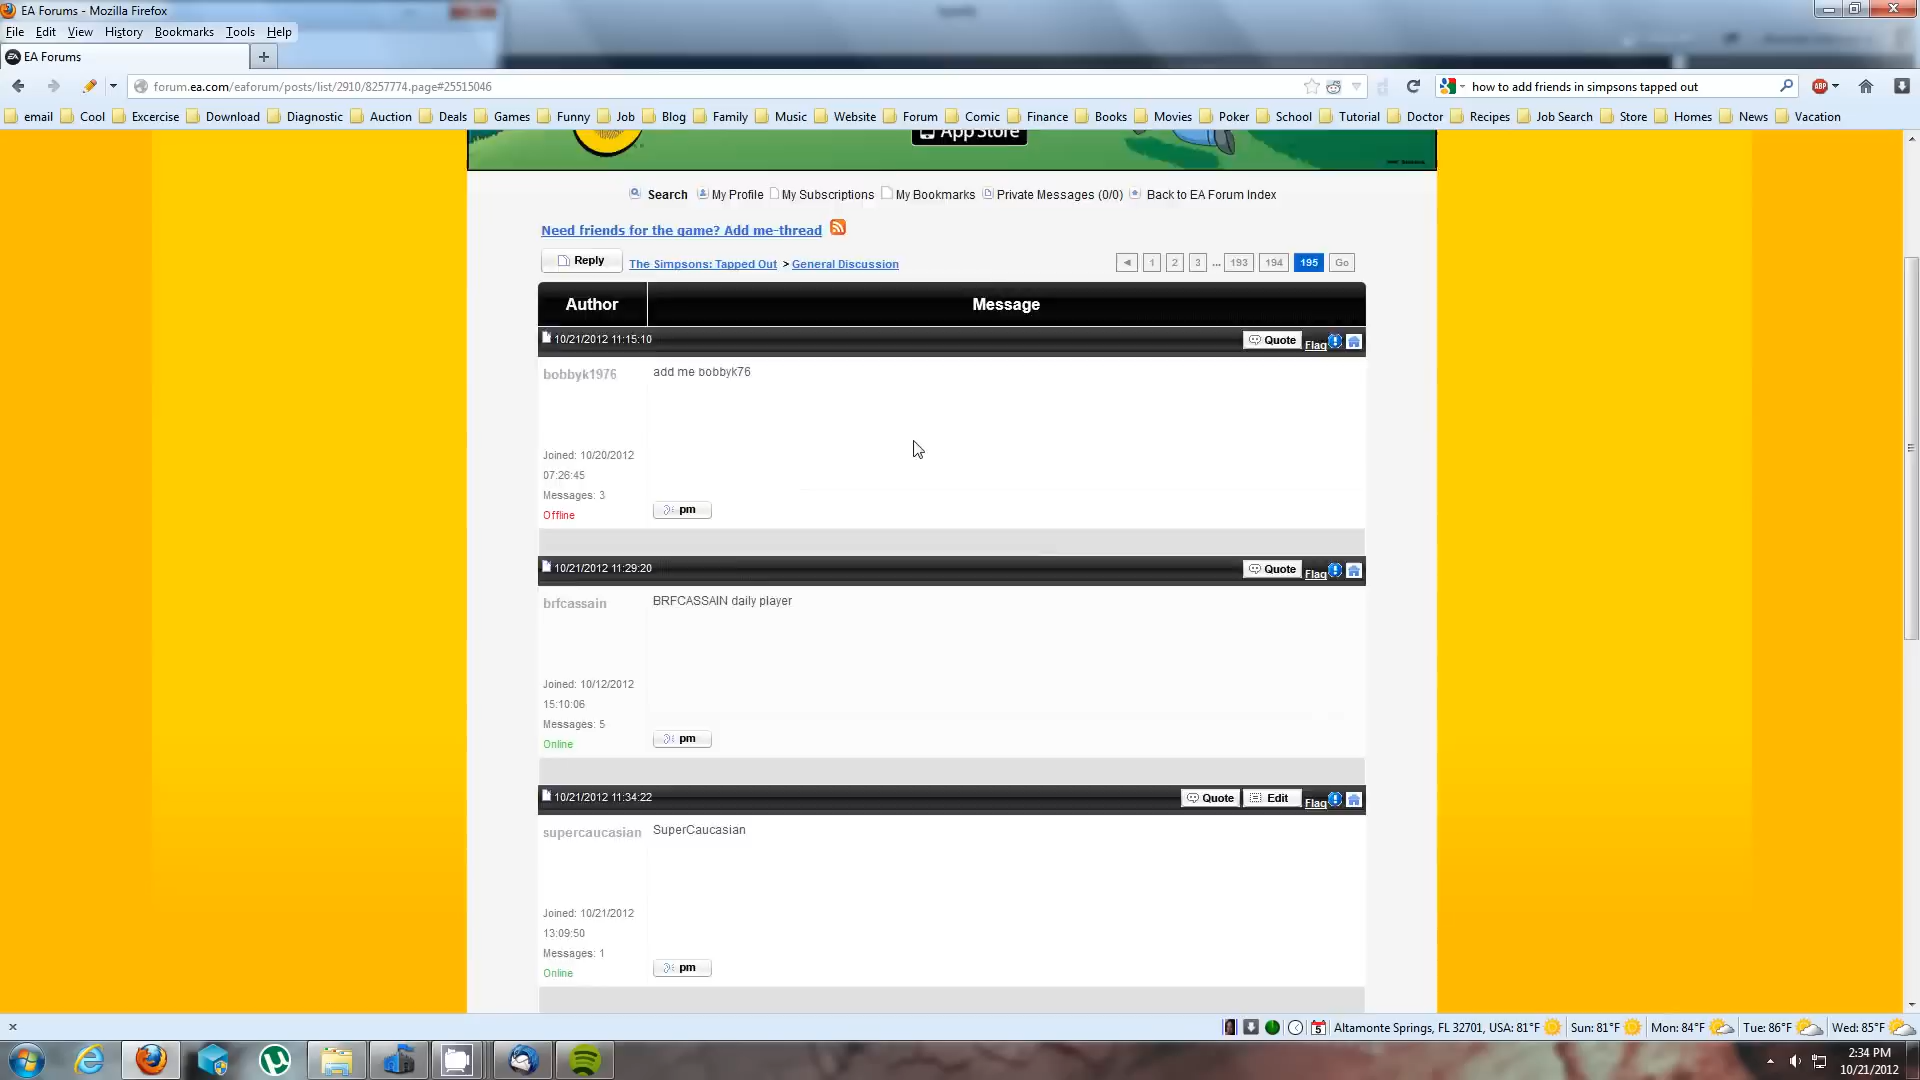 EA Forums - Mozilla Firefox
File Edit View History Bookmarks Tools Help
EA Forums
forum.ea.com/eaforum/posts/list/2910/8257774.page#25515046
how to add friends in simpsons tapped out
ABP
email Cool Excercise Download Diagnostic Auction Deals Games Funny Job Blog Family Music Website Forum Comic Finance Books Movies Poker School Tutorial Doctor Recipes Job Search Store Homes News Vacation
App Store
Search My Profile My Subscriptions My Bookmarks Private Messages (0/0) Back to EA Forum Index
Need friends for the game? Add me-thread
Reply The Simpsons: Tapped Out > General Discussion
◄ 1 2 3 ... 193 194 195 Go
Author Message
10/21/2012 11:15:10 Quote Flag
bobbyk1976 add me bobbyk76
Joined: 10/20/2012
07:26:45
Messages: 3
Offline
pm
10/21/2012 11:29:20 Quote Flag
brfcassain BRFCASSAIN daily player
Joined: 10/12/2012
15:10:06
Messages: 5
Online
pm
10/21/2012 11:34:22 Quote Edit Flag
supercaucasian SuperCaucasian
Joined: 10/21/2012
13:09:50
Messages: 1
Online
pm
5 Altamonte Springs, FL 32701, USA: 81°F Sun: 81°F Mon: 84°F Tue: 86°F Wed: 85°F
2:34 PM
10/21/2012